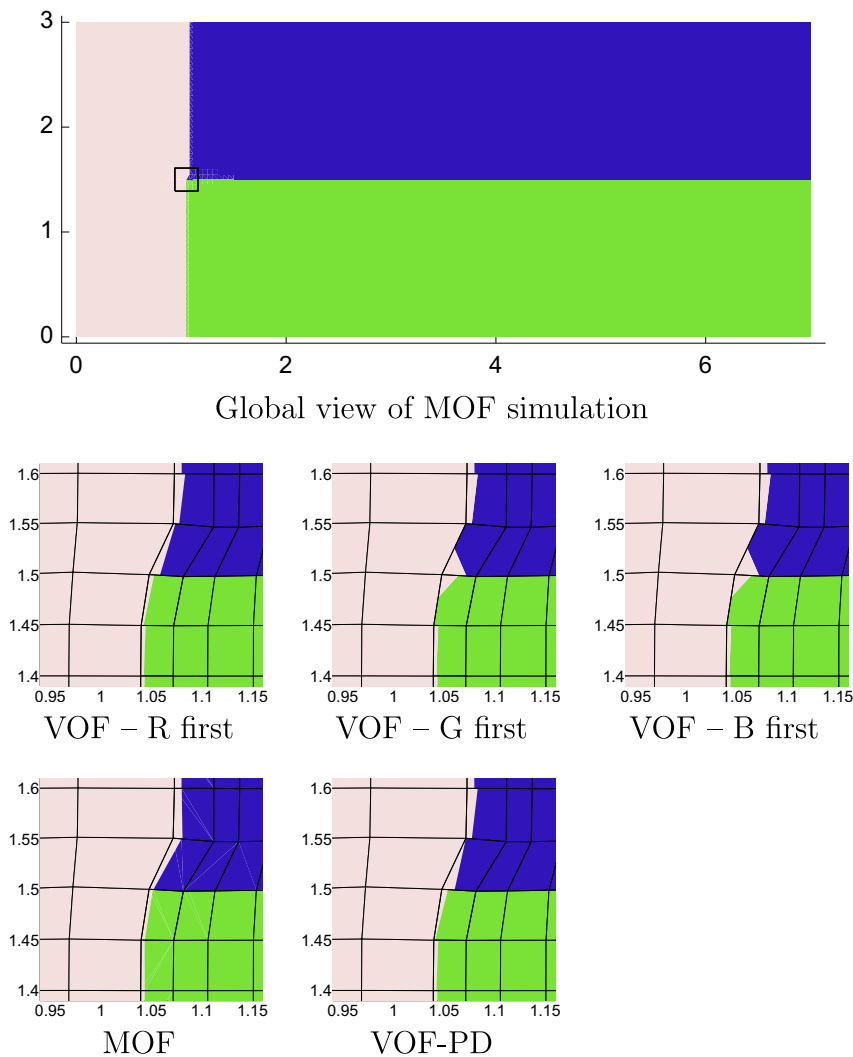 3
2
1
0
0 2 4 6
Global view of MOF simulation
1.6 1.6 1.6
1.55 1.55 1.55
1.5 1.5 1.5
1.45 1.45 1.45
1.4 1.4 1.4
0.95 1 1.05 1.1 1.15 0.95 1 1.05 1.1 1.15 0.95 1 1.05 1.1 1.15
VOF – R first VOF – G first VOF – B first
1.6 1.6
1.55 1.55
1.5 1.5
1.45 1.45
1.4 1.4
0.95 1 1.05 1.1 1.15 0.95 1 1.05 1.1 1.15
MOF VOF-PD